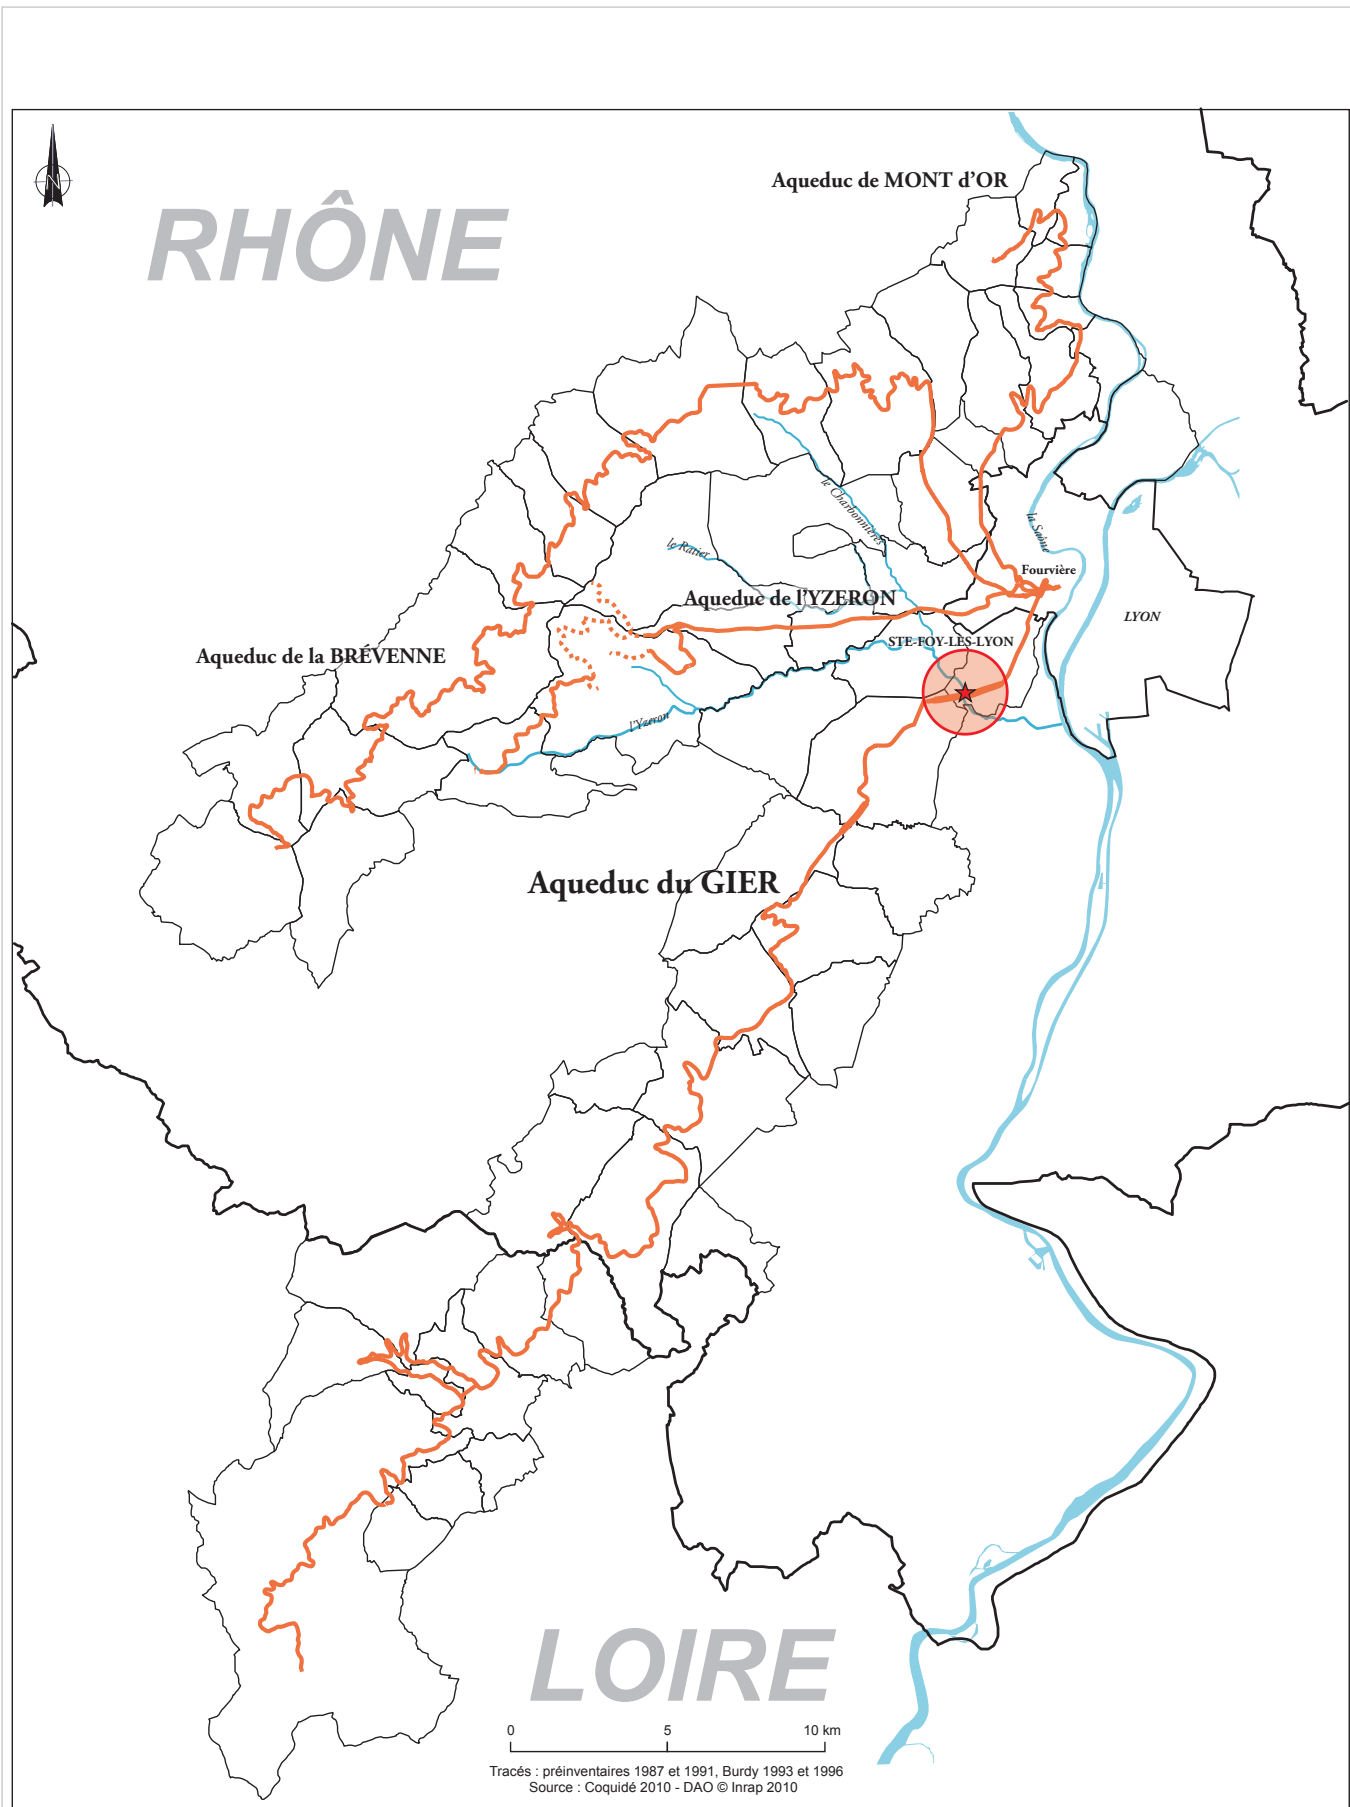 N
Aqueduc de MONT d'OR
RHÔNE
le Charbonnières
la Saône
le Ratier
Fourvière
Aqueduc de l'YZERON
LYON
STE-FOY-LES-LYON
Aqueduc de la BRÉVENNE
l'Yzeron
Aqueduc du GIER
LOIRE
0 5 10 km
Tracés : préinventaires 1987 et 1991, Burdy 1993 et 1996
Source : Coquidé 2010 - DAO © Inrap 2010